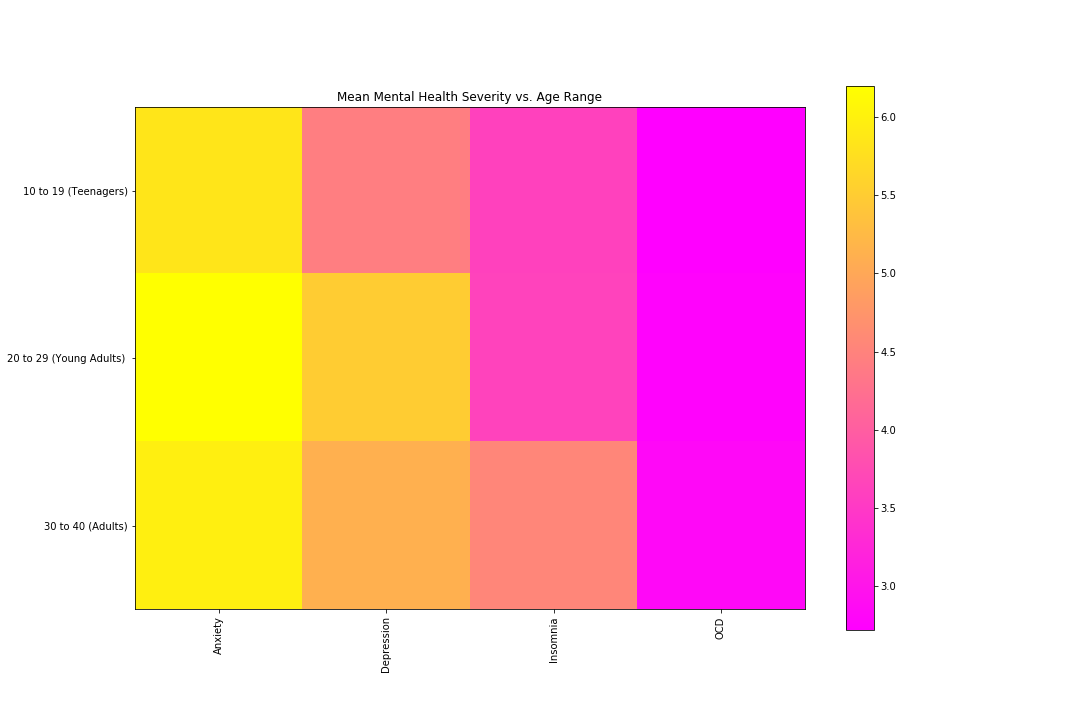 Mean Mental Health Severity vs. Age Range
10 to 19 (Teenagers)
20 to 29 (Young Adults)
30 to 40 (Adults)
Anxiety
Depression
Insomnia
OCD
6.0
5.5
5.0
4.5
4.0
3.5
3.0